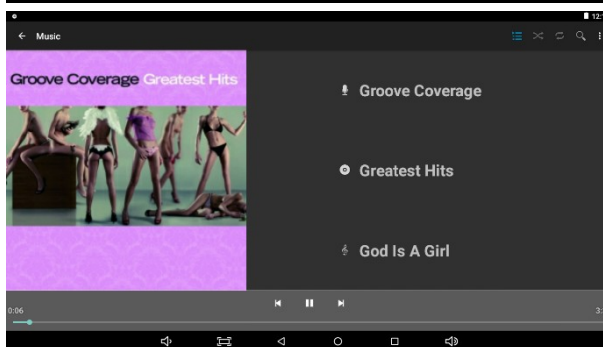 12:
Music
Groove Coverage Greatest Hits
Groove Coverage
Greatest Hits
God Is A Girl
0:06
3: